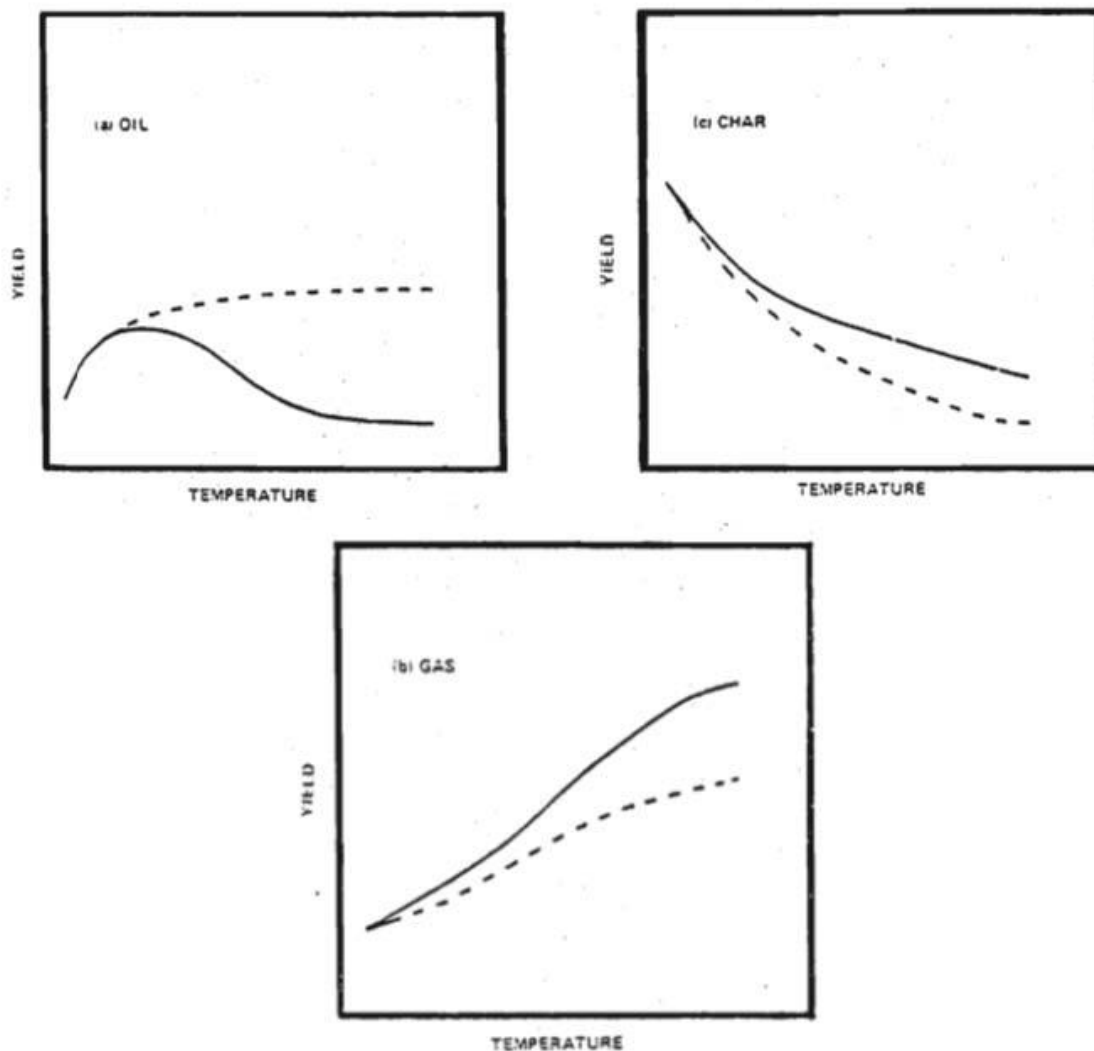 (a) OIL
YIELD
TEMPERATURE
(c) CHAR
YIELD
TEMPERATURE
(b) GAS
YIELD
TEMPERATURE